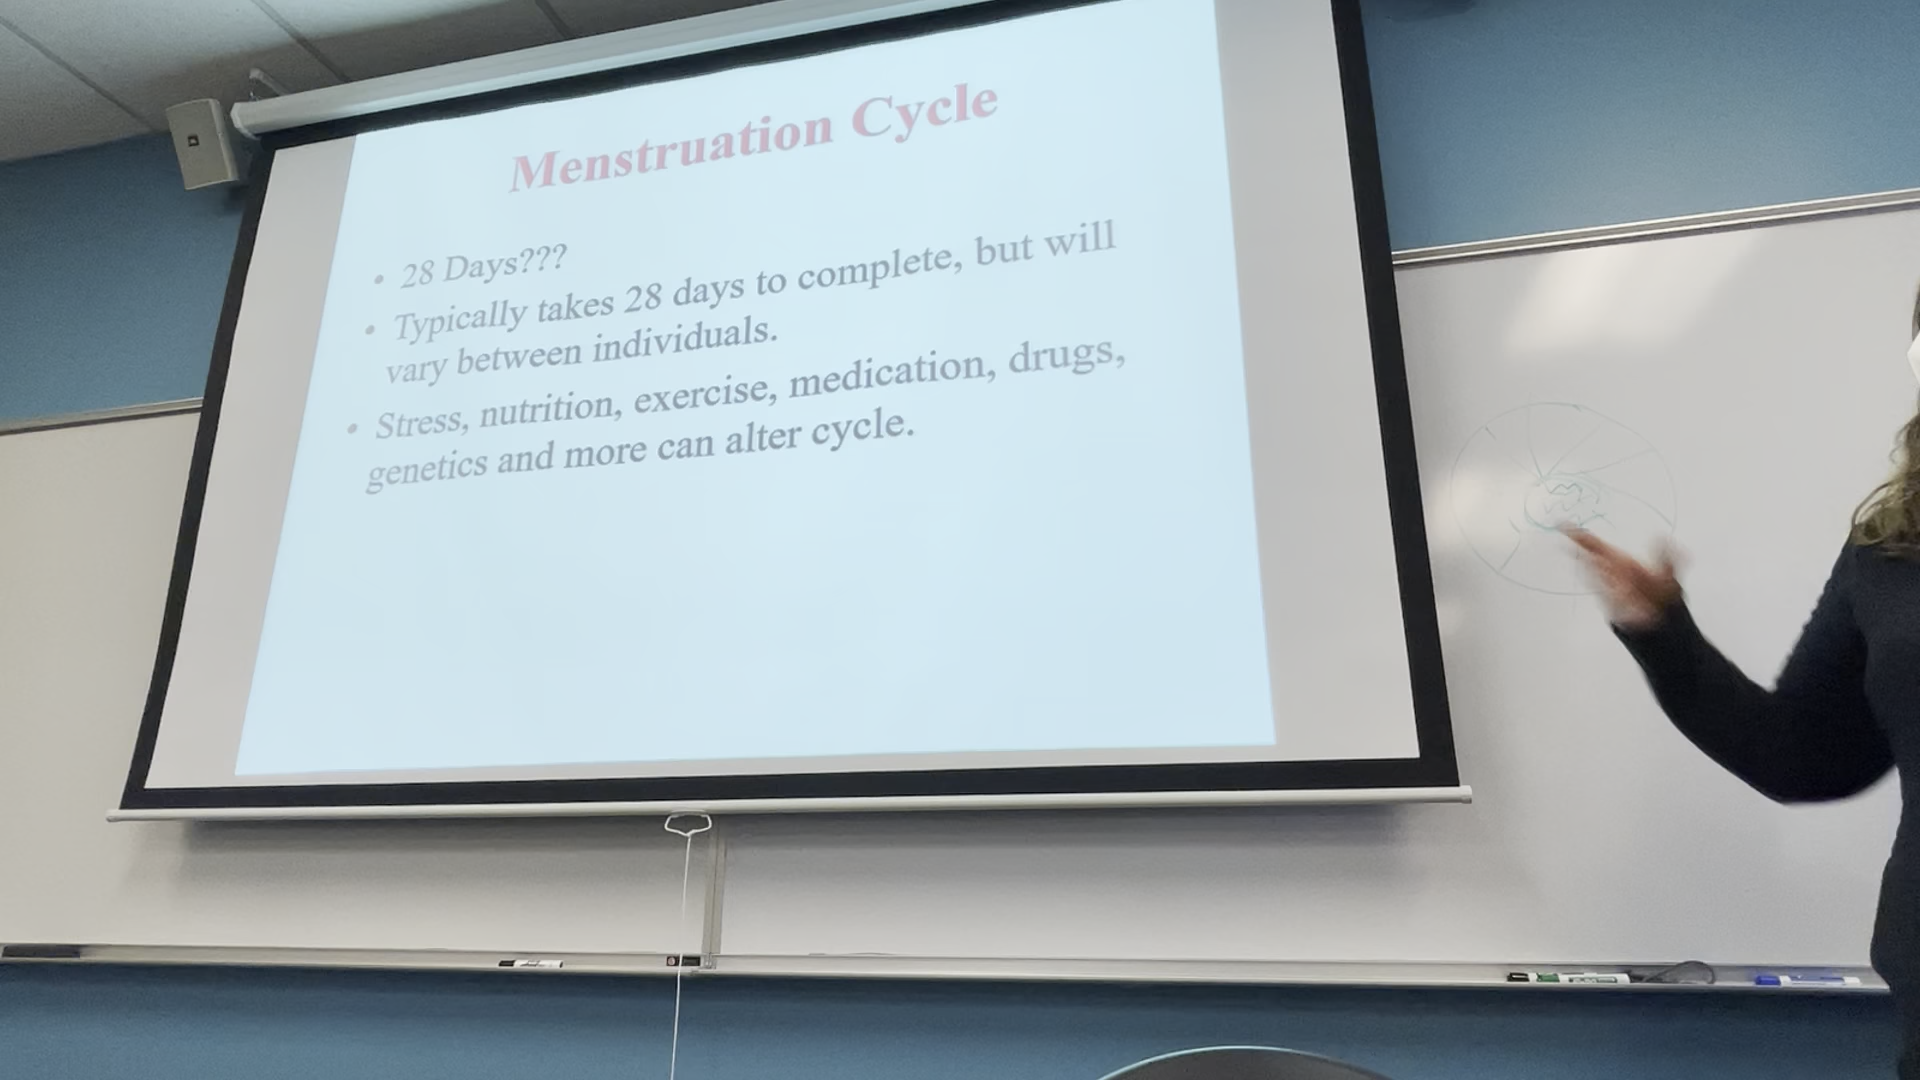 Menstruation Cycle
• 28 Days???
• Typically takes 28 days to complete, but will
vary between individuals.
• Stress, nutrition, exercise, medication, drugs,
genetics and more can alter cycle.